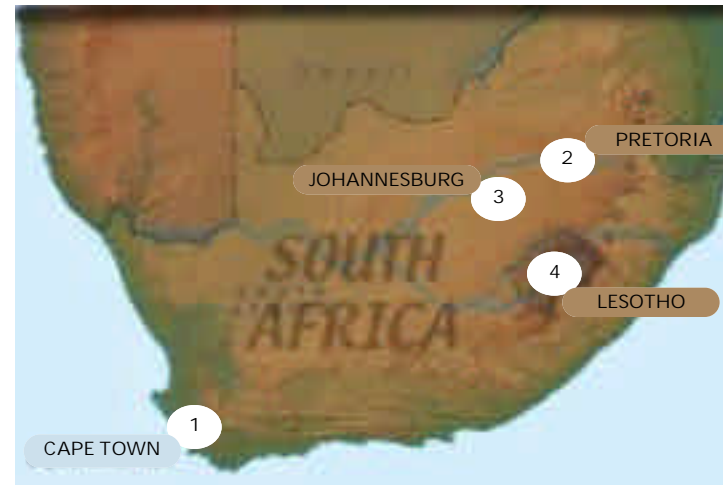 PRETORIA
2
JOHANNESBURG
3
SOUTH
AFRICA
4
LESOTHO
1
CAPE TOWN